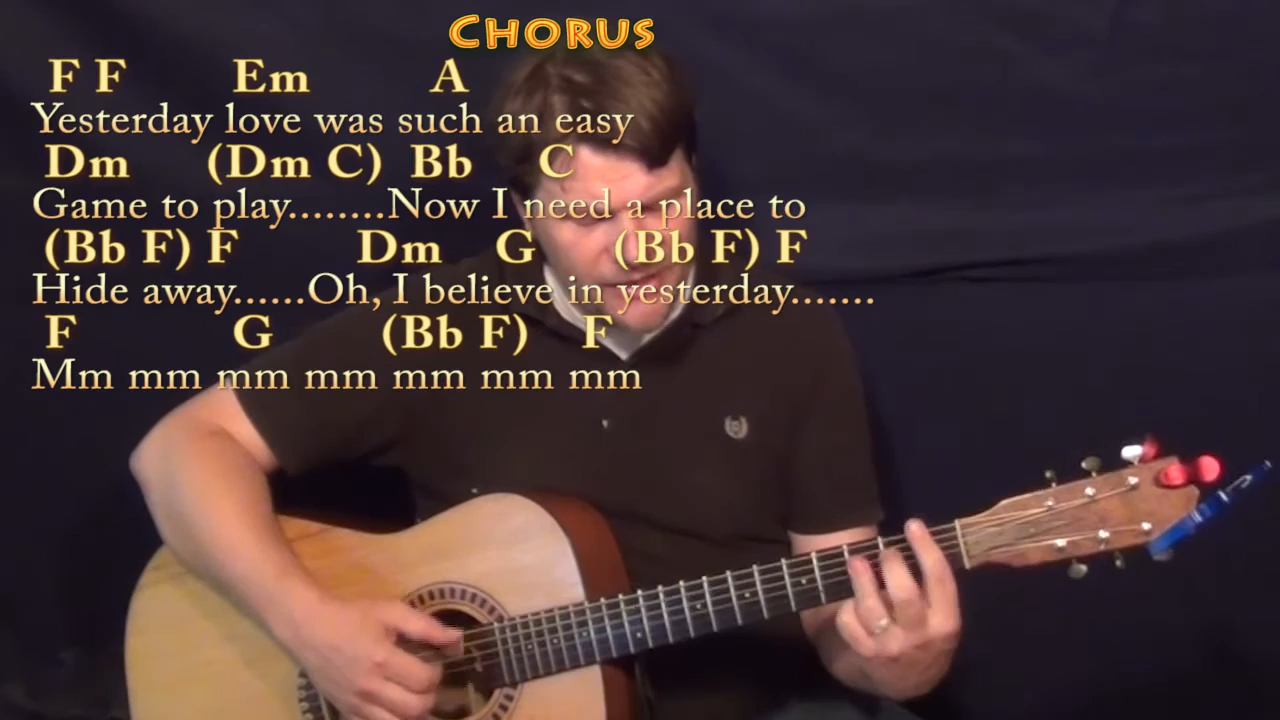 CHORUS
F F Em A
Yesterday love was such an easy
Dm (Dm C) Bb C
Game to play........Now I need a place to
(Bb F) F Dm G (Bb F) F
Hide away......Oh, I believe in yesterday.......
F G (Bb F) F
Mm mm mm mm mm mm mm